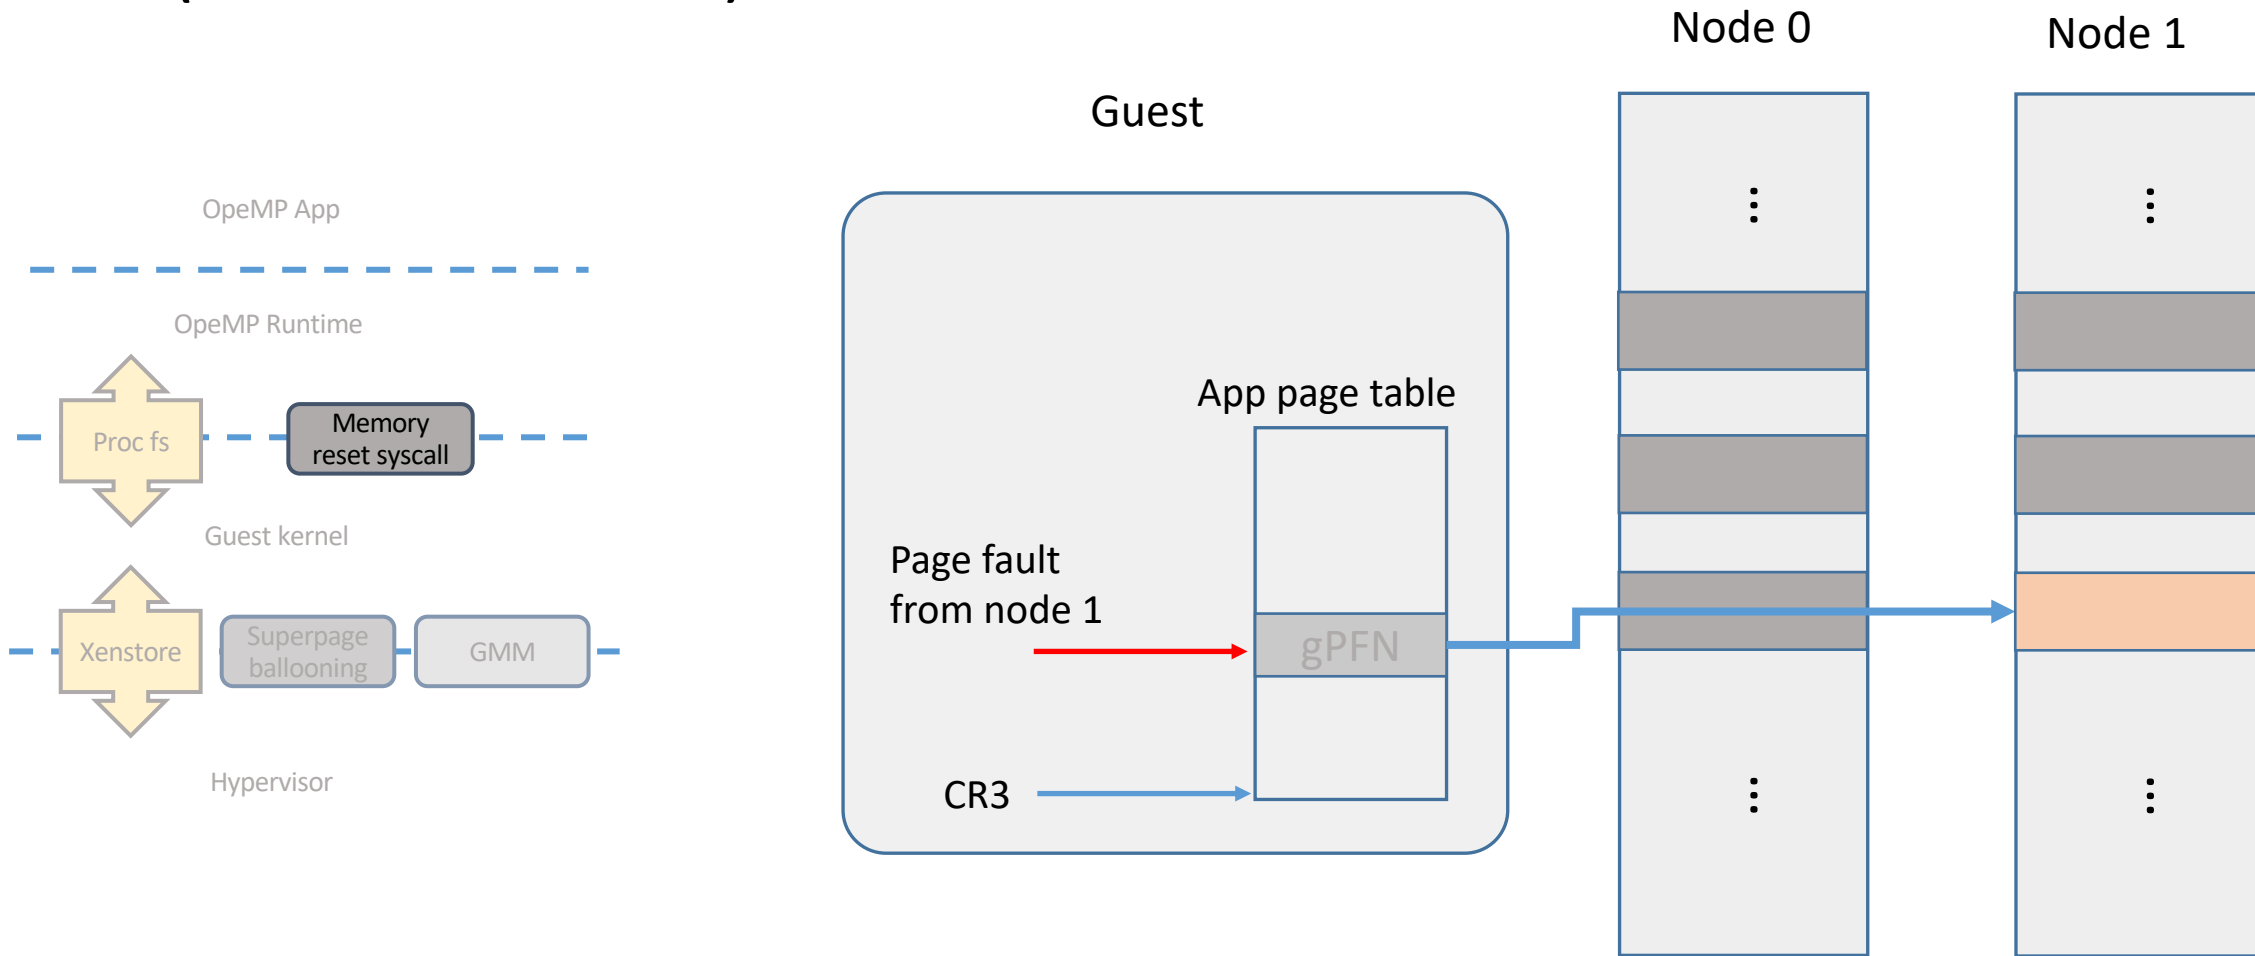 Node 0
Node 1
Guest
OpeMP App
OpeMP Runtime
App page table
Proc fs
Memory
reset syscall
Guest kernel
Page fault
from node 1
Xenstore
Superpage
ballooning
GMM
gPFN
CR3
Hypervisor